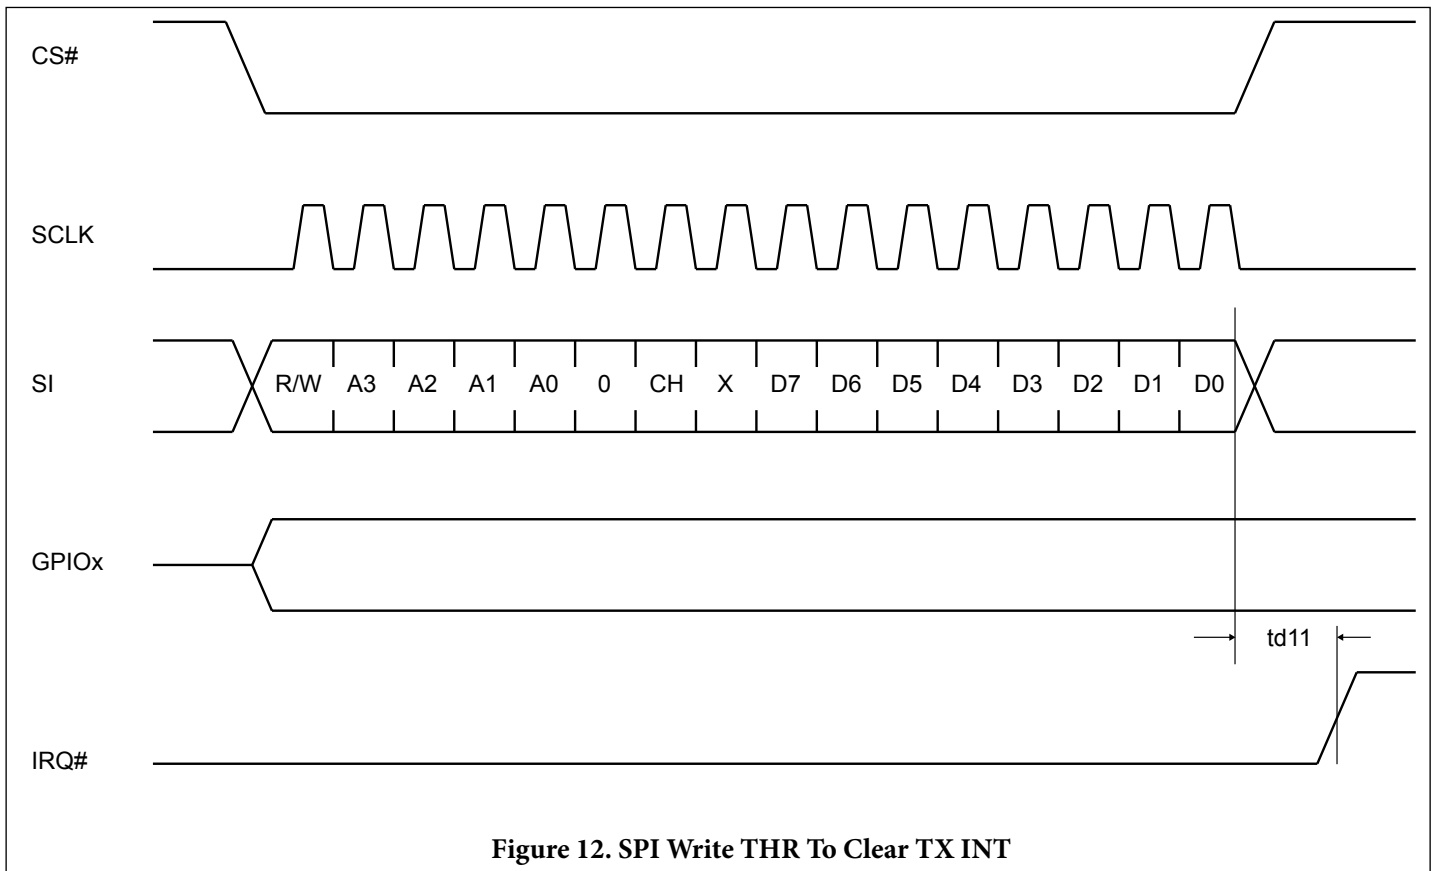 CS#
SCLK
SI R/W A3 A2 A1 A0 0 CH X D7 D6 D5 D4 D3 D2 D1 D0
GPIOx
td11
IRQ#
Figure 12. SPI Write THR To Clear TX INT